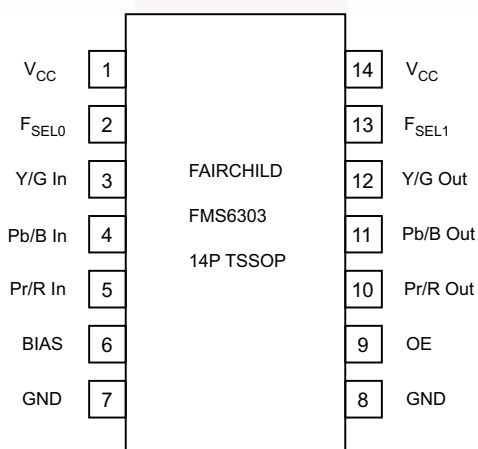 V_CC 1 14 V_CC
F_SEL0 2 13 F_SEL1
Y/G In 3 FAIRCHILD 12 Y/G Out
FMS6303
Pb/B In 4 11 Pb/B Out
14P TSSOP
Pr/R In 5 10 Pr/R Out
BIAS 6 9 OE
GND 7 8 GND